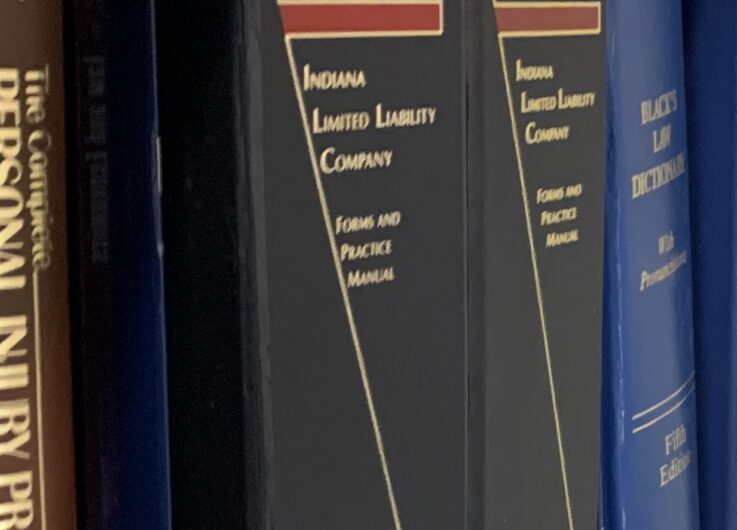 The Complete
PERSONAL INJURY PR
INDIANA
LIMITED LIABILITY
COMPANY
FORMS AND
PRACTICE
MANUAL
INDIANA
LIMITED LIABILITY
COMPANY
FORMS AND
PRACTICE
MANUAL
BLACK'S
LAW
DICTIONARY
With
Fifth
Edition